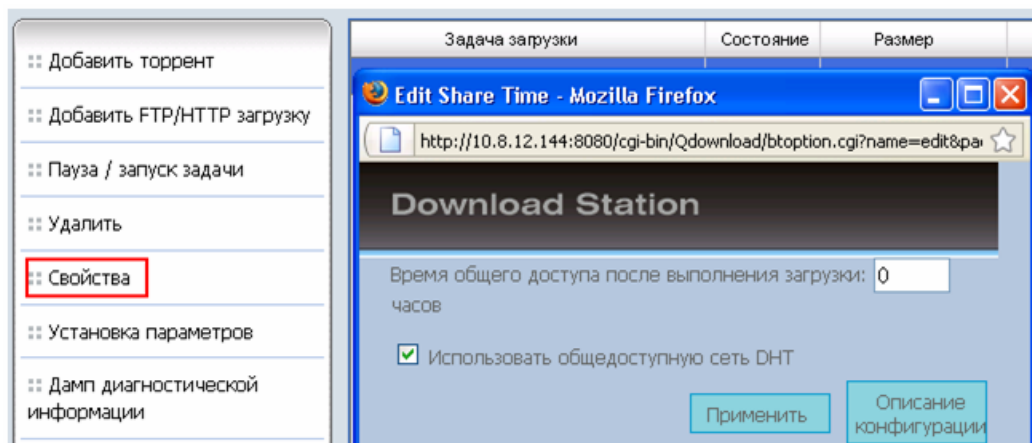 :: Добавить торрент
:: Добавить FTP/HTTP загрузку
:: Пауза / запуск задачи
:: Удалить
:: Свойства
:: Установка параметров
:: Дамп диагностической
информации
Задача загрузки Состояние Размер
Edit Share Time - Mozilla Firefox
http://10.8.12.144:8080/cgi-bin/Qdownload/btoption.cgi?name=edit&pa
Download Station
Время общего доступа после выполнения загрузки: 0
часов
Использовать общедоступную сеть DHT
Применить
Описание
конфигурации